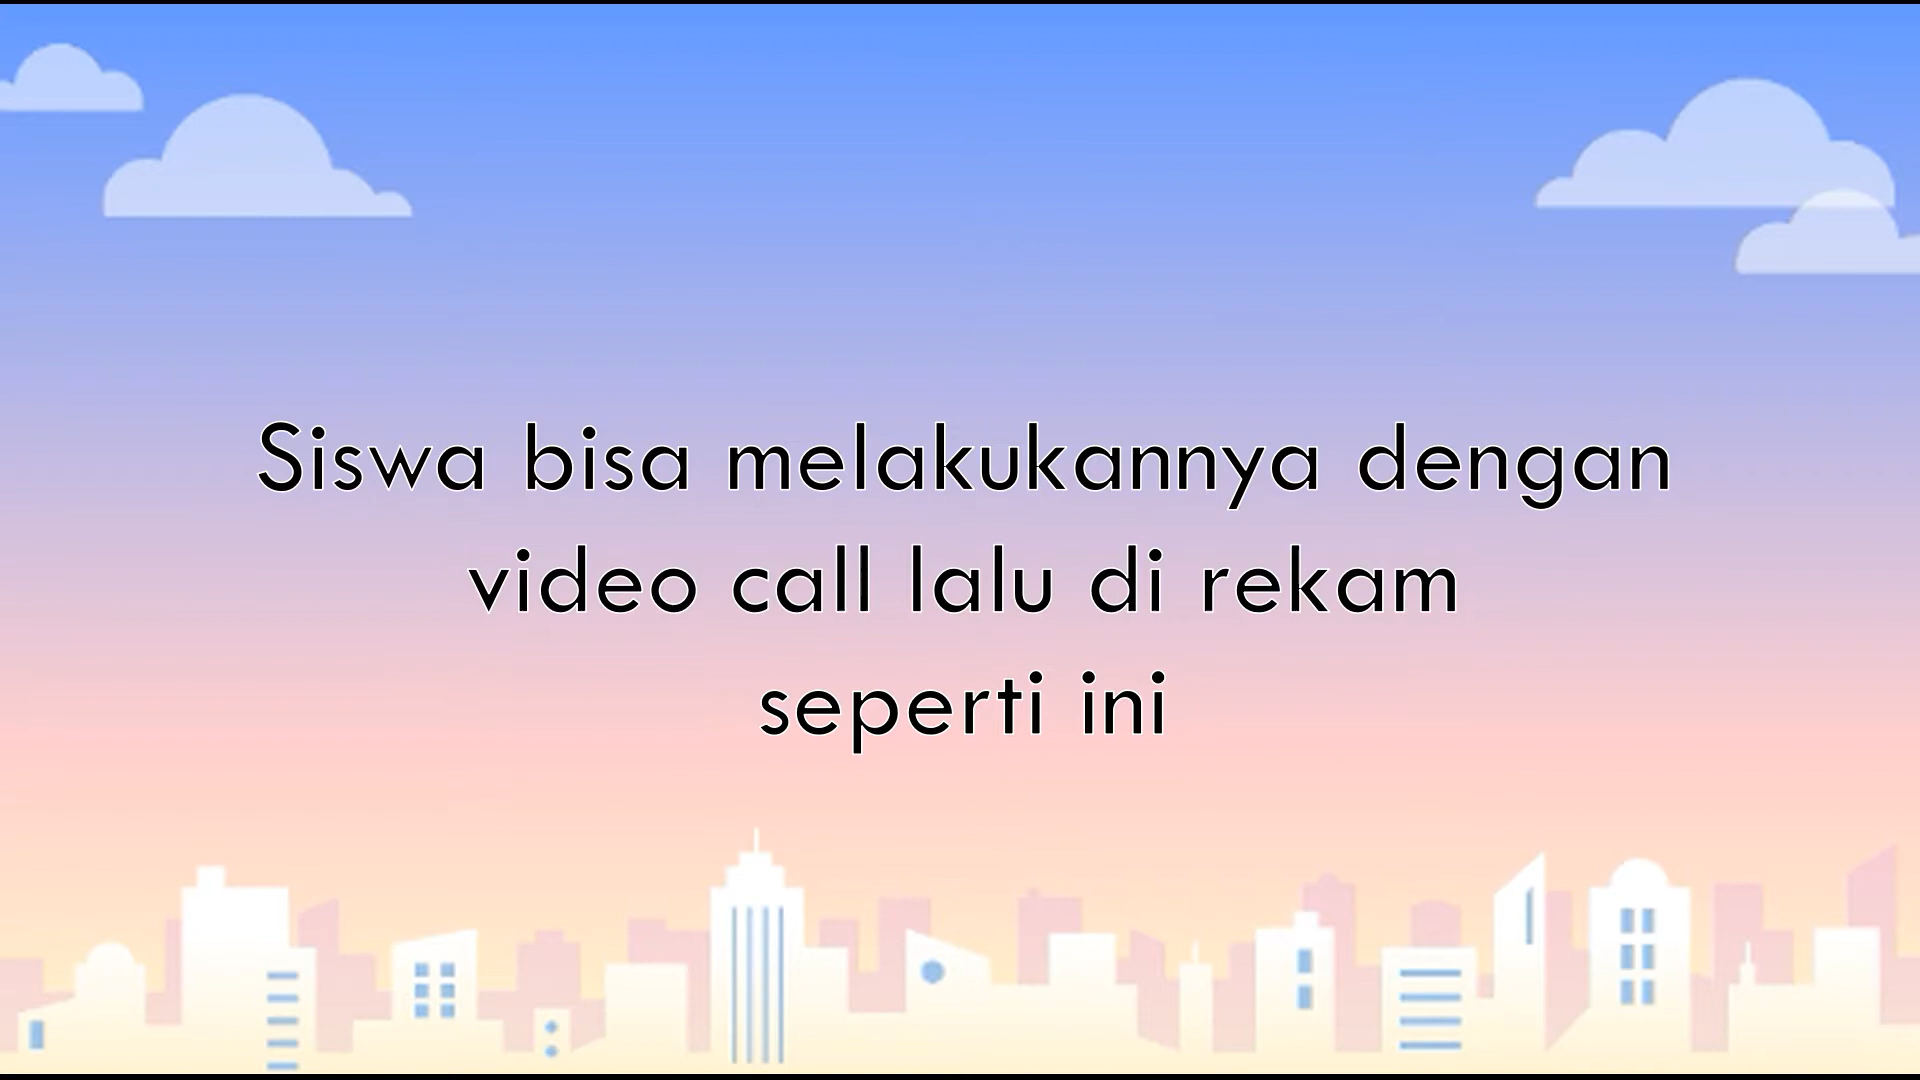 Siswa bisa melakukannya dengan
video call lalu di rekam
seperti ini